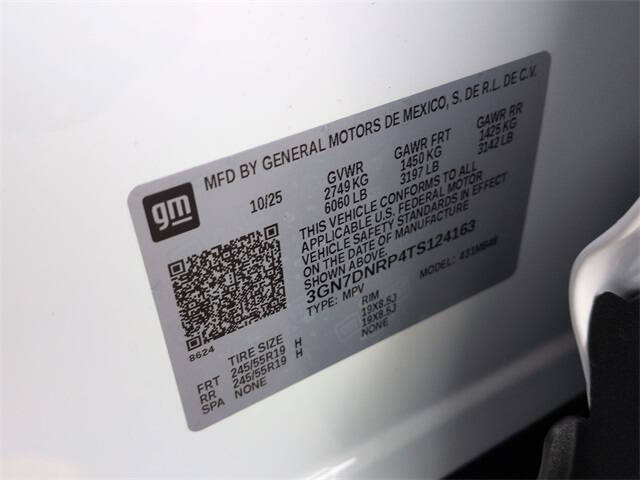 gm
MFD BY GENERAL MOTORS DE MEXICO, S. DE R.L. DE C.V.
10/25 GVWR GAWR FRT GAWR RR
2749 KG 1450 KG 1425 KG
6060 LB 3197 LB 3142 LB
THIS VEHICLE CONFORMS TO ALL
APPLICABLE U.S. FEDERAL MOTOR
VEHICLE SAFETY STANDARDS IN EFFECT
ON THE DATE OF MANUFACTURE
SHOWN ABOVE.
3GN7DNRP4TS124163
TYPE: MPV MODEL:
8624
TIRE SIZE RIM
FRT 245/55R19 H 19X8.5J
RR 245/55R19 H 19X8.5J
SPA NONE NONE